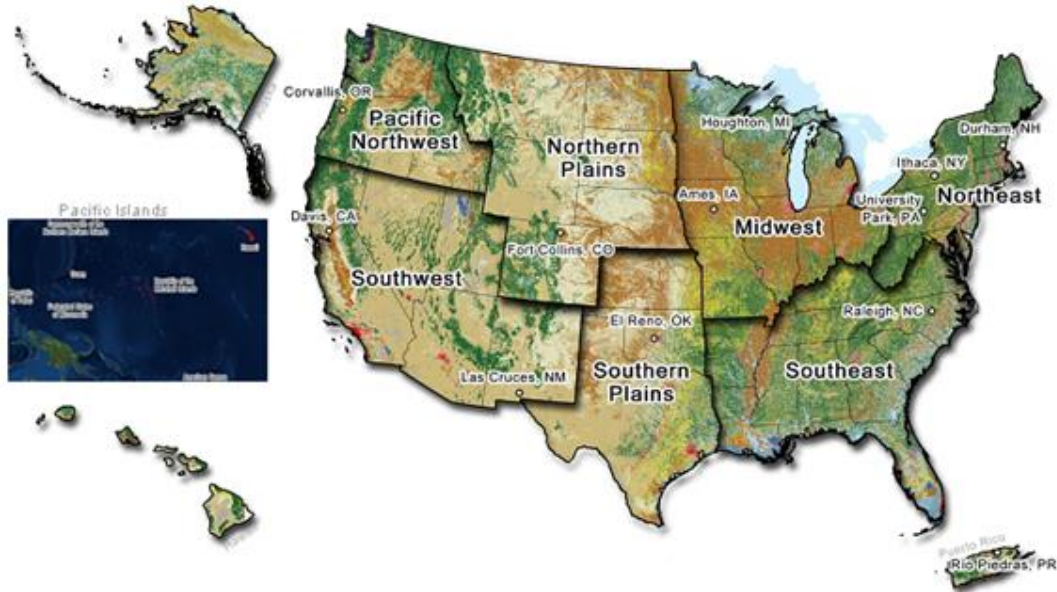 Corvallis, OR
Pacific
Northwest
Northern
Plains
Houghton, MI
Durham, NH
Ithaca, NY
Northeast
University
Park, PA
Ames, IA
Midwest
Pacific Islands
Davis, CA
Fort Collins, CO
Southwest
El Reno, OK
Raleigh, NC
Southern
Plains
Southeast
Las Cruces, NM
Puerto Rico
Rio Piedras, PR
Hawaii